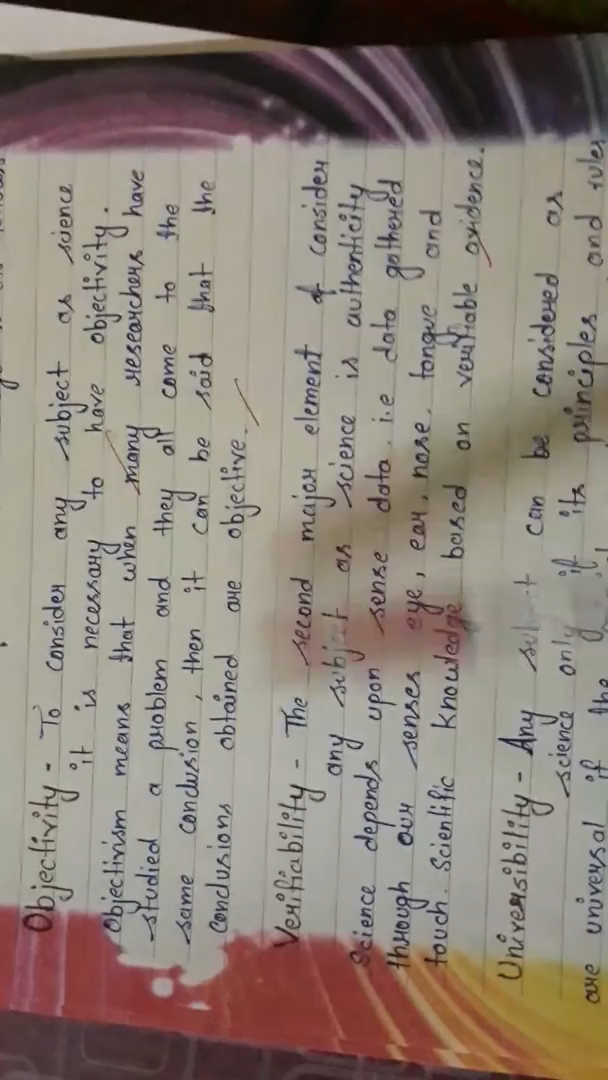 Objectivity - To consider any subject as science
it is necessary to have objectivity.
Objectivism means that when many researchers have
studied a problem and they all come to the
same conclusion, then it can be said that the
conclusions obtained are objective.
Verifiability - The second major element of consider
any subject as science is authenticity
Science depends upon sense data. i.e data gathered
through our senses eye, ear, nose, tongue and
touch. Scientific knowledge based on verifiable evidence.
Universibility - Any subject can be considered as
science only if its principles and rules
are universal if the